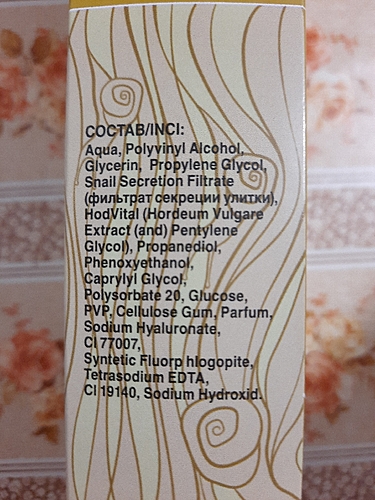 СОСТАВ/INCI:
Aqua, Polyvinyl Alcohol,
Glycerin, Propylene Glycol,
Snail Secretion Filtrate
(фильтрат секреции улитки),
HodVital (Hordeum Vulgare
Extract (and) Pentylene
Glycol), Propanediol,
Phenoxyethanol,
Caprylyl Glycol,
Polysorbate 20, Glucose,
PVP, Cellulose Gum, Parfum,
Sodium Hyaluronate,
CI 77007,
Syntetic Fluorp hlogopite,
Tetrasodium EDTA,
CI 19140, Sodium Hydroxid.